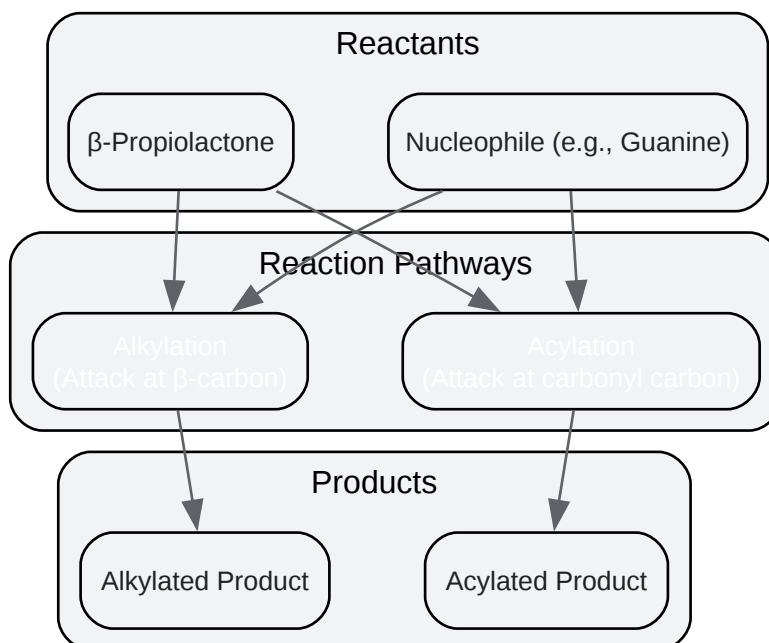 Reactants
β-Propiolactone
Nucleophile (e.g., Guanine)
Reaction Pathways
Alkylation
(Attack at β-carbon)
Acylation
(Attack at carbonyl carbon)
Products
Alkylated Product
Acylated Product